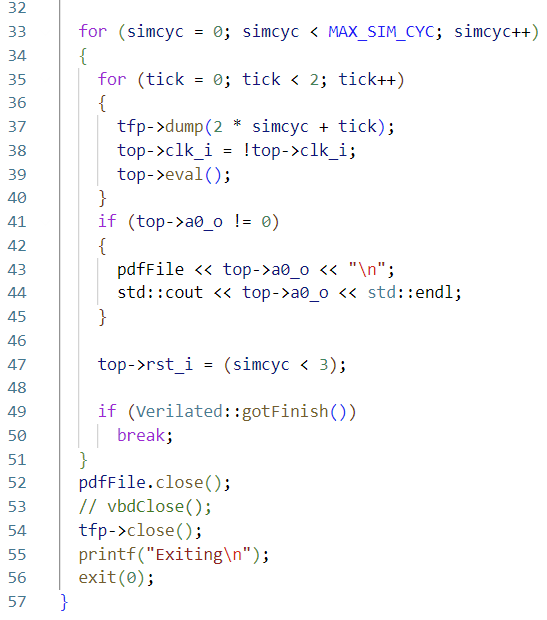 32
33 for (simcyc = 0; simcyc < MAX_SIM_CYC; simcyc++)
34 {
35 for (tick = 0; tick < 2; tick++)
36 {
37 tfp->dump(2 * simcyc + tick);
38 top->clk_i = !top->clk_i;
39 top->eval();
40 }
41 if (top->a0_o != 0)
42 {
43 pdfFile << top->a0_o << "\n";
44 std::cout << top->a0_o << std::endl;
45 }
46
47 top->rst_i = (simcyc < 3);
48
49 if (Verilated::gotFinish())
50 break;
51 }
52 pdfFile.close();
53 // vbdClose();
54 tfp->close();
55 printf("Exiting\n");
56 exit(0);
57 }